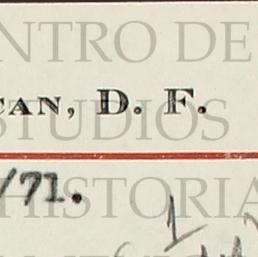 NTRO DE
CAN, D. F.
STUDIOS
/71.
HISTORIA